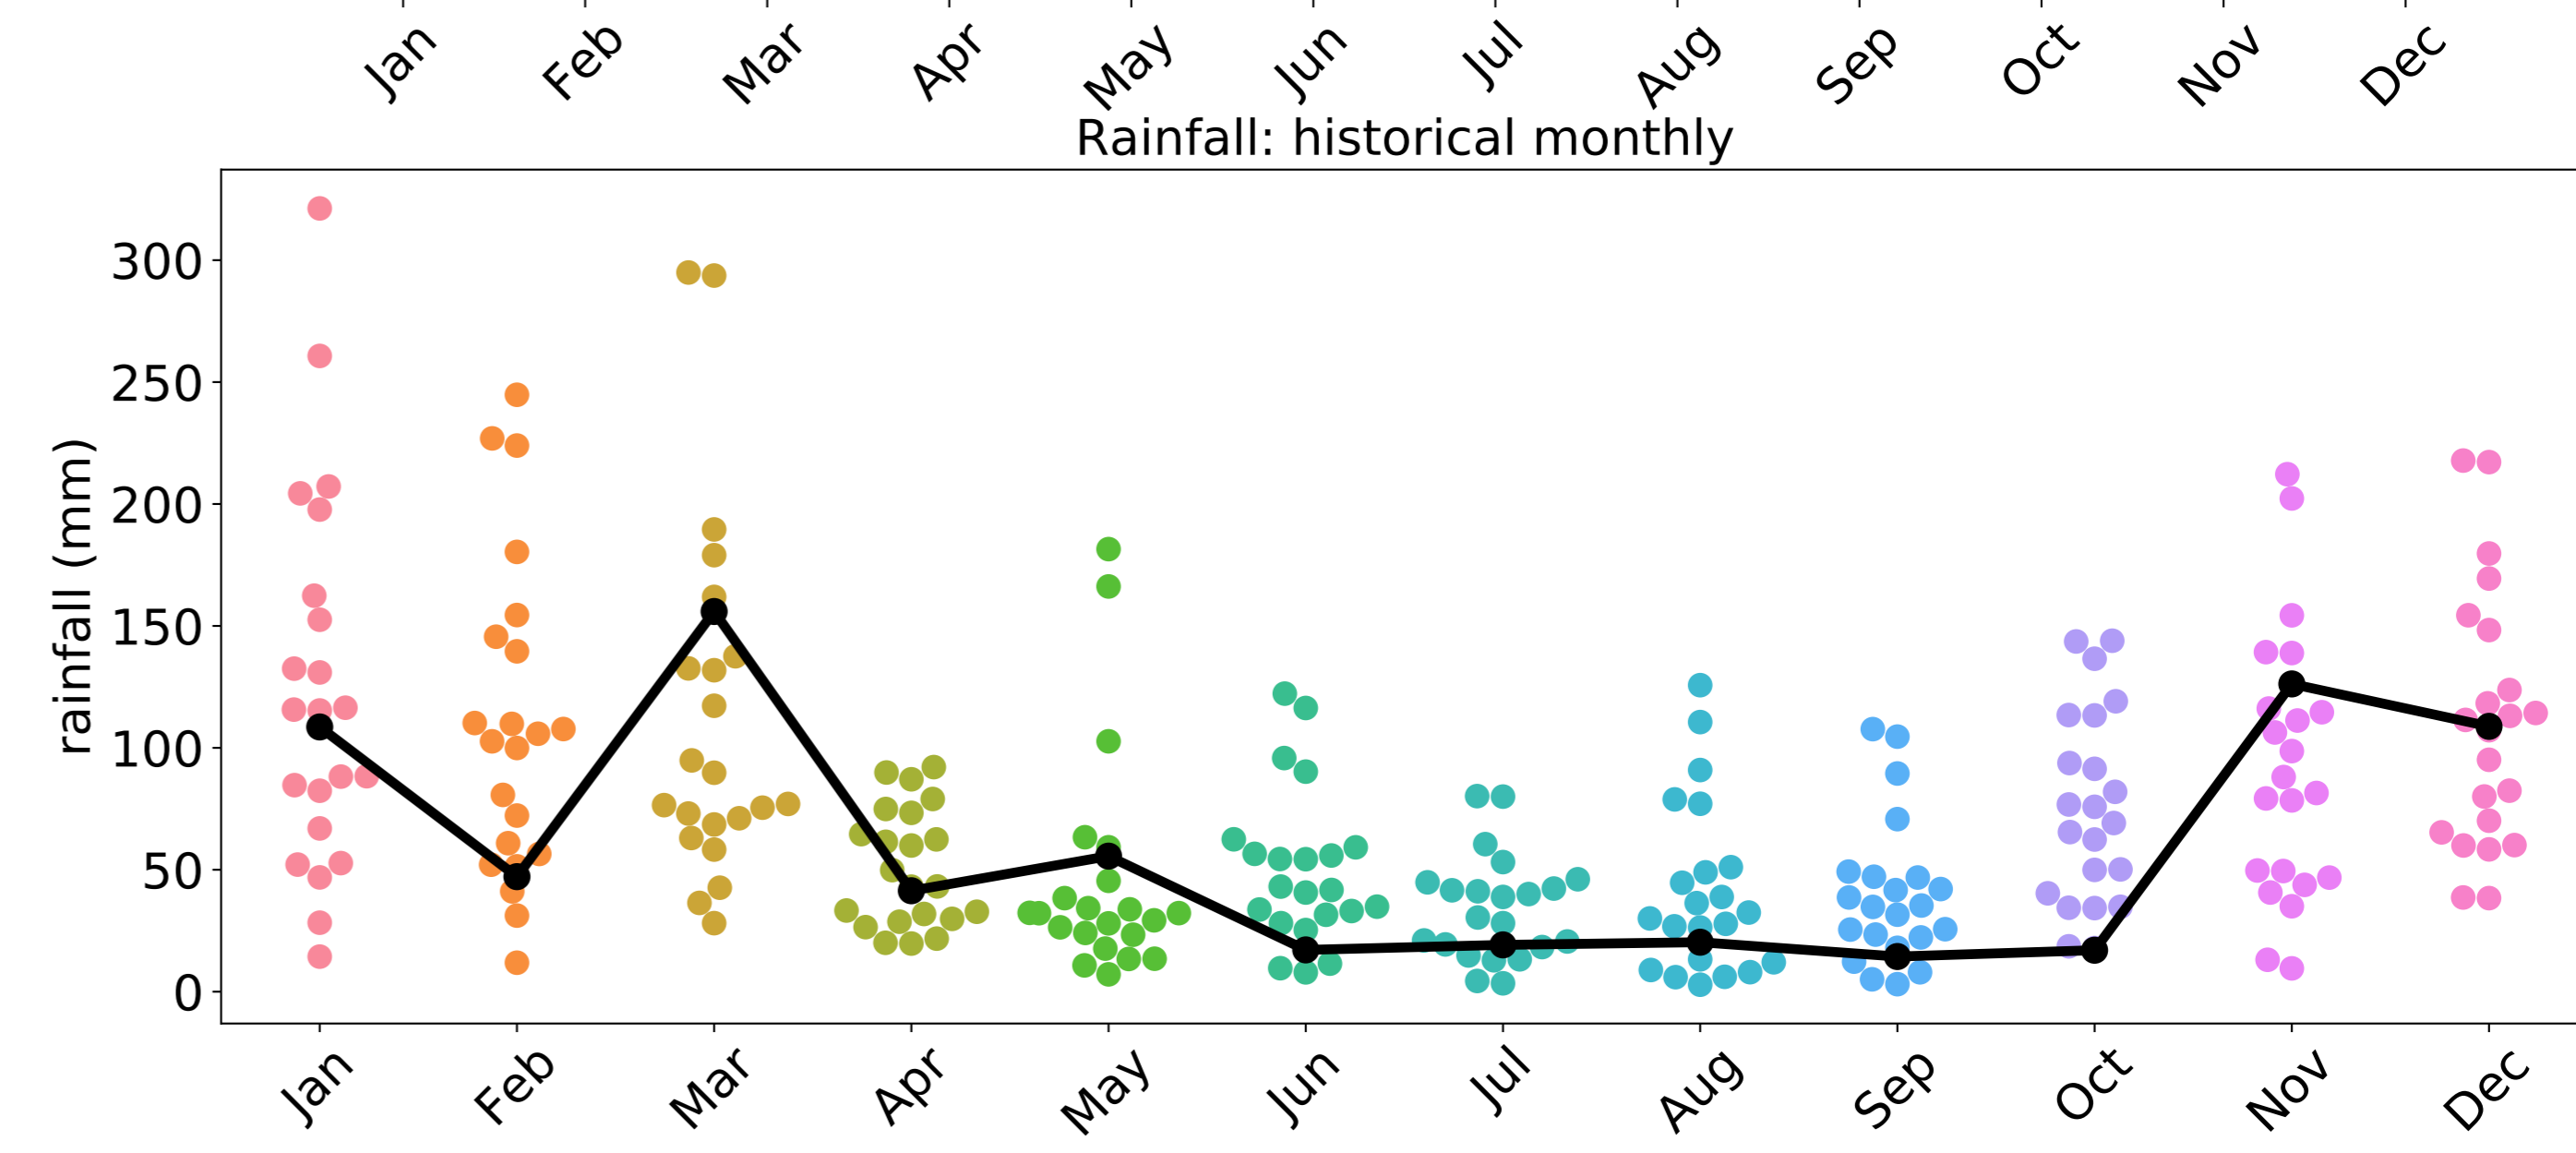 Jan Feb Mar Apr May Jun Jul Aug Sep Oct Nov Dec
Rainfall: historical monthly
rainfall (mm)
300
250
200
150
100
50
0
Jan Feb Mar Apr May Jun Jul Aug Sep Oct Nov Dec